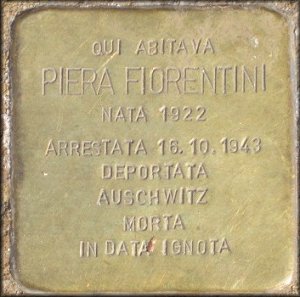 QUI ABITAVA
PIERA FIORENTINI
NATA 1922
ARRESTATA 16.10.1943
DEPORTATA
AUSCHWITZ
MORTA
IN DATA IGNOTA